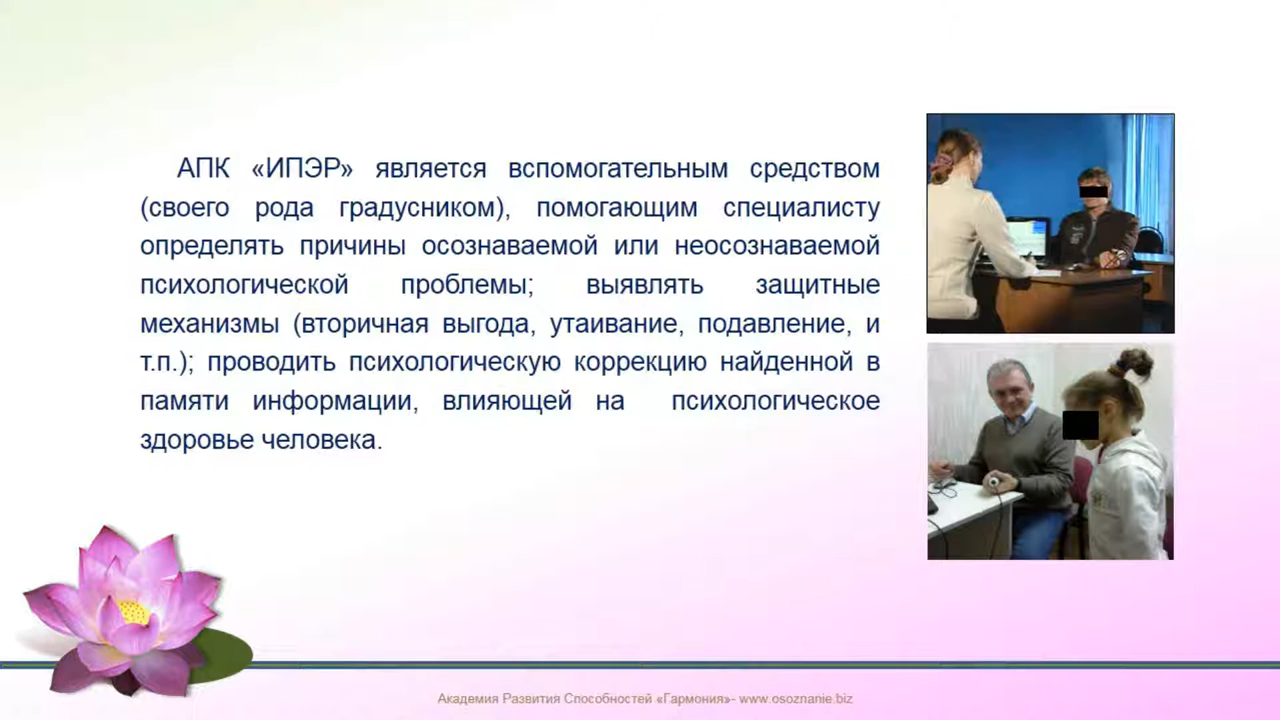 АПК «ИПЭР» является вспомогательным средством
(своего рода градусником), помогающим специалисту
определять причины осознаваемой или неосознаваемой
психологической проблемы; выявлять защитные
механизмы (вторичная выгода, утаивание, подавление, и
т.п.); проводить психологическую коррекцию найденной в
памяти информации, влияющей на психологическое
здоровье человека.
Академия Развития Способностей «Гармония»- www.osoznanie.biz